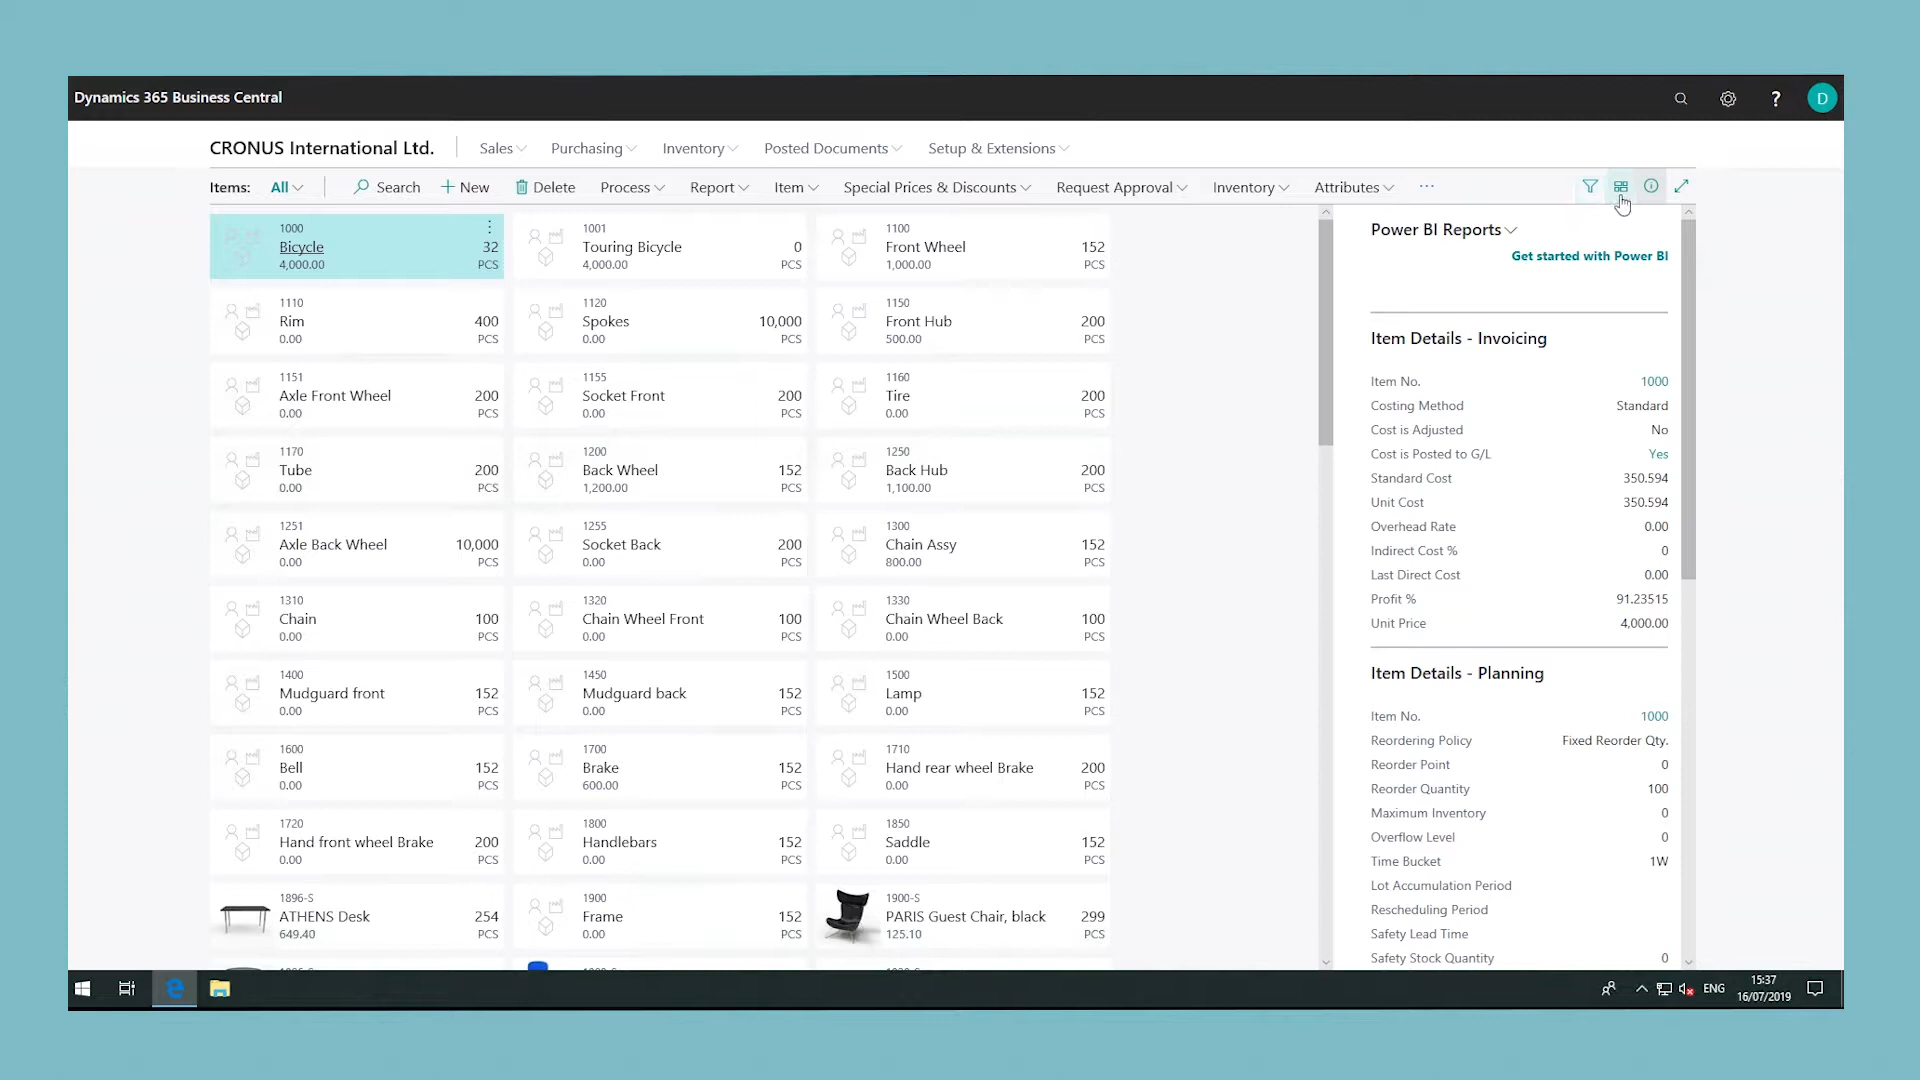 Dynamics 365 Business Central
?
D
CRONUS International Ltd.
Sales
Purchasing
Inventory
Posted Documents
Setup & Extensions
Items: All
Search
New
Delete
Process
Report
Item
Special Prices & Discounts
Request Approval
Inventory
Attributes
...
1000
Bicycle 32
4,000.00 PCS
1001
Touring Bicycle 0
4,000.00 PCS
1100
Front Wheel 152
1,000.00 PCS
1110
Rim 400
0.00 PCS
1120
Spokes 10,000
0.00 PCS
1150
Front Hub 200
500.00 PCS
1151
Axle Front Wheel 200
0.00 PCS
1155
Socket Front 200
0.00 PCS
1160
Tire 200
0.00 PCS
1170
Tube 200
0.00 PCS
1200
Back Wheel 152
1,200.00 PCS
1250
Back Hub 200
1,100.00 PCS
1251
Axle Back Wheel 10,000
0.00 PCS
1255
Socket Back 200
0.00 PCS
1300
Chain Assy 152
800.00 PCS
1310
Chain 100
0.00 PCS
1320
Chain Wheel Front 100
0.00 PCS
1330
Chain Wheel Back 100
0.00 PCS
1400
Mudguard front 152
0.00 PCS
1450
Mudguard back 152
0.00 PCS
1500
Lamp 152
0.00 PCS
1600
Bell 152
0.00 PCS
1700
Brake 152
600.00 PCS
1710
Hand rear wheel Brake 200
0.00 PCS
1720
Hand front wheel Brake 200
0.00 PCS
1800
Handlebars 152
0.00 PCS
1850
Saddle 152
0.00 PCS
1896-S
ATHENS Desk 254
649.40 PCS
1900
Frame 152
0.00 PCS
1900-S
PARIS Guest Chair, black 299
125.10 PCS
Power BI Reports
Get started with Power BI
Item Details - Invoicing
Item No. 1000
Costing Method Standard
Cost is Adjusted No
Cost is Posted to G/L Yes
Standard Cost 350.594
Unit Cost 350.594
Overhead Rate 0.00
Indirect Cost % 0
Last Direct Cost 0.00
Profit % 91.23515
Unit Price 4,000.00
Item Details - Planning
Item No. 1000
Reordering Policy Fixed Reorder Qty.
Reorder Point 0
Reorder Quantity 100
Maximum Inventory 0
Overflow Level 0
Time Bucket 1W
Lot Accumulation Period
Rescheduling Period
Safety Lead Time
Safety Stock Quantity 0
ENG
15:37
16/07/2019